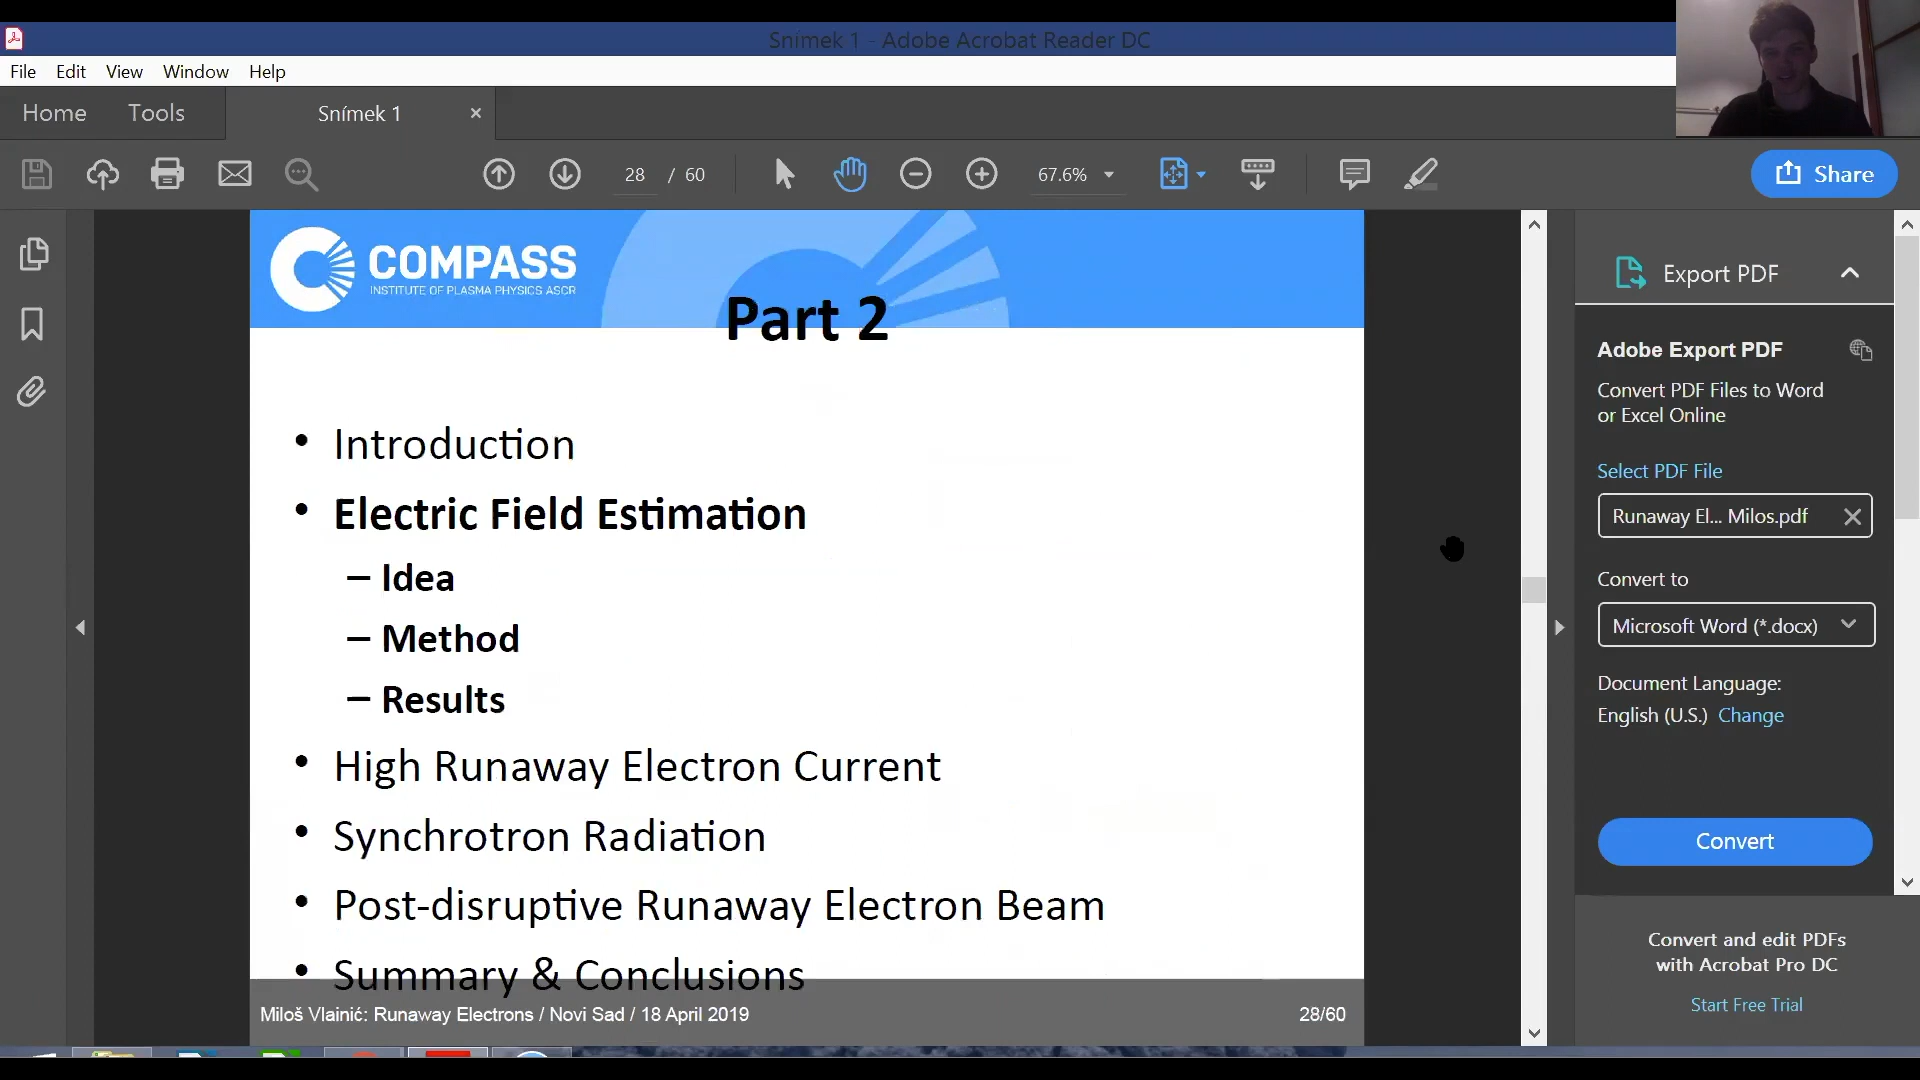 Snímek 1 - Adobe Acrobat Reader DC
File Edit View Window Help
Home Tools Snímek 1 ×
28 / 60 67.6% Share
COMPASS
INSTITUTE OF PLASMA PHYSICS ASCR
Part 2
• Introduction
• Electric Field Estimation
– Idea
– Method
– Results
• High Runaway Electron Current
• Synchrotron Radiation
• Post-disruptive Runaway Electron Beam
• Summary & Conclusions
Miloš Vlainić: Runaway Electrons / Novi Sad / 18 April 2019 28/60
Export PDF
Adobe Export PDF
Convert PDF Files to Word
or Excel Online
Select PDF File
Runaway El... Milos.pdf
Convert to
Microsoft Word (*.docx)
Document Language:
English (U.S.) Change
Convert
Convert and edit PDFs
with Acrobat Pro DC
Start Free Trial